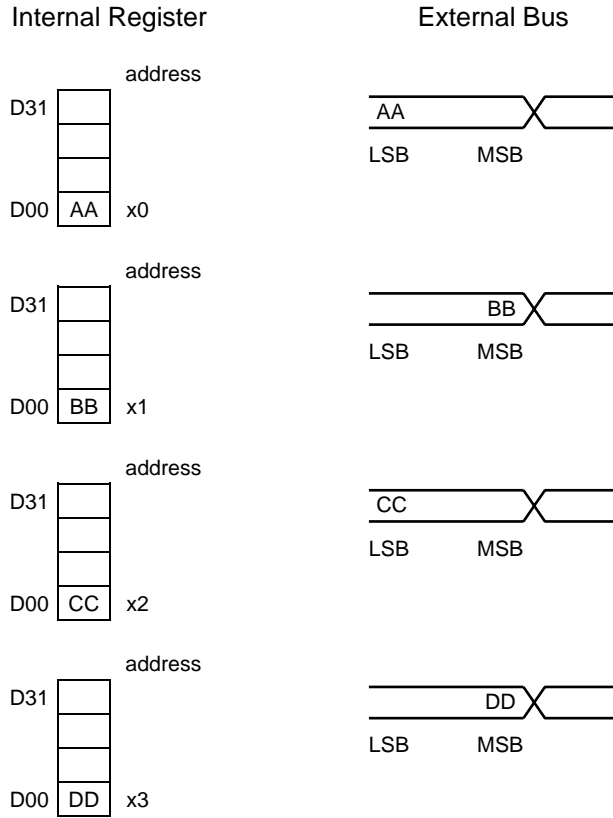 Internal Register External Bus
address
D31
AA
LSB MSB
D00 AA x0
address
D31
BB
LSB MSB
D00 BB x1
address
D31
CC
LSB MSB
D00 CC x2
address
D31
DD
LSB MSB
D00 DD x3